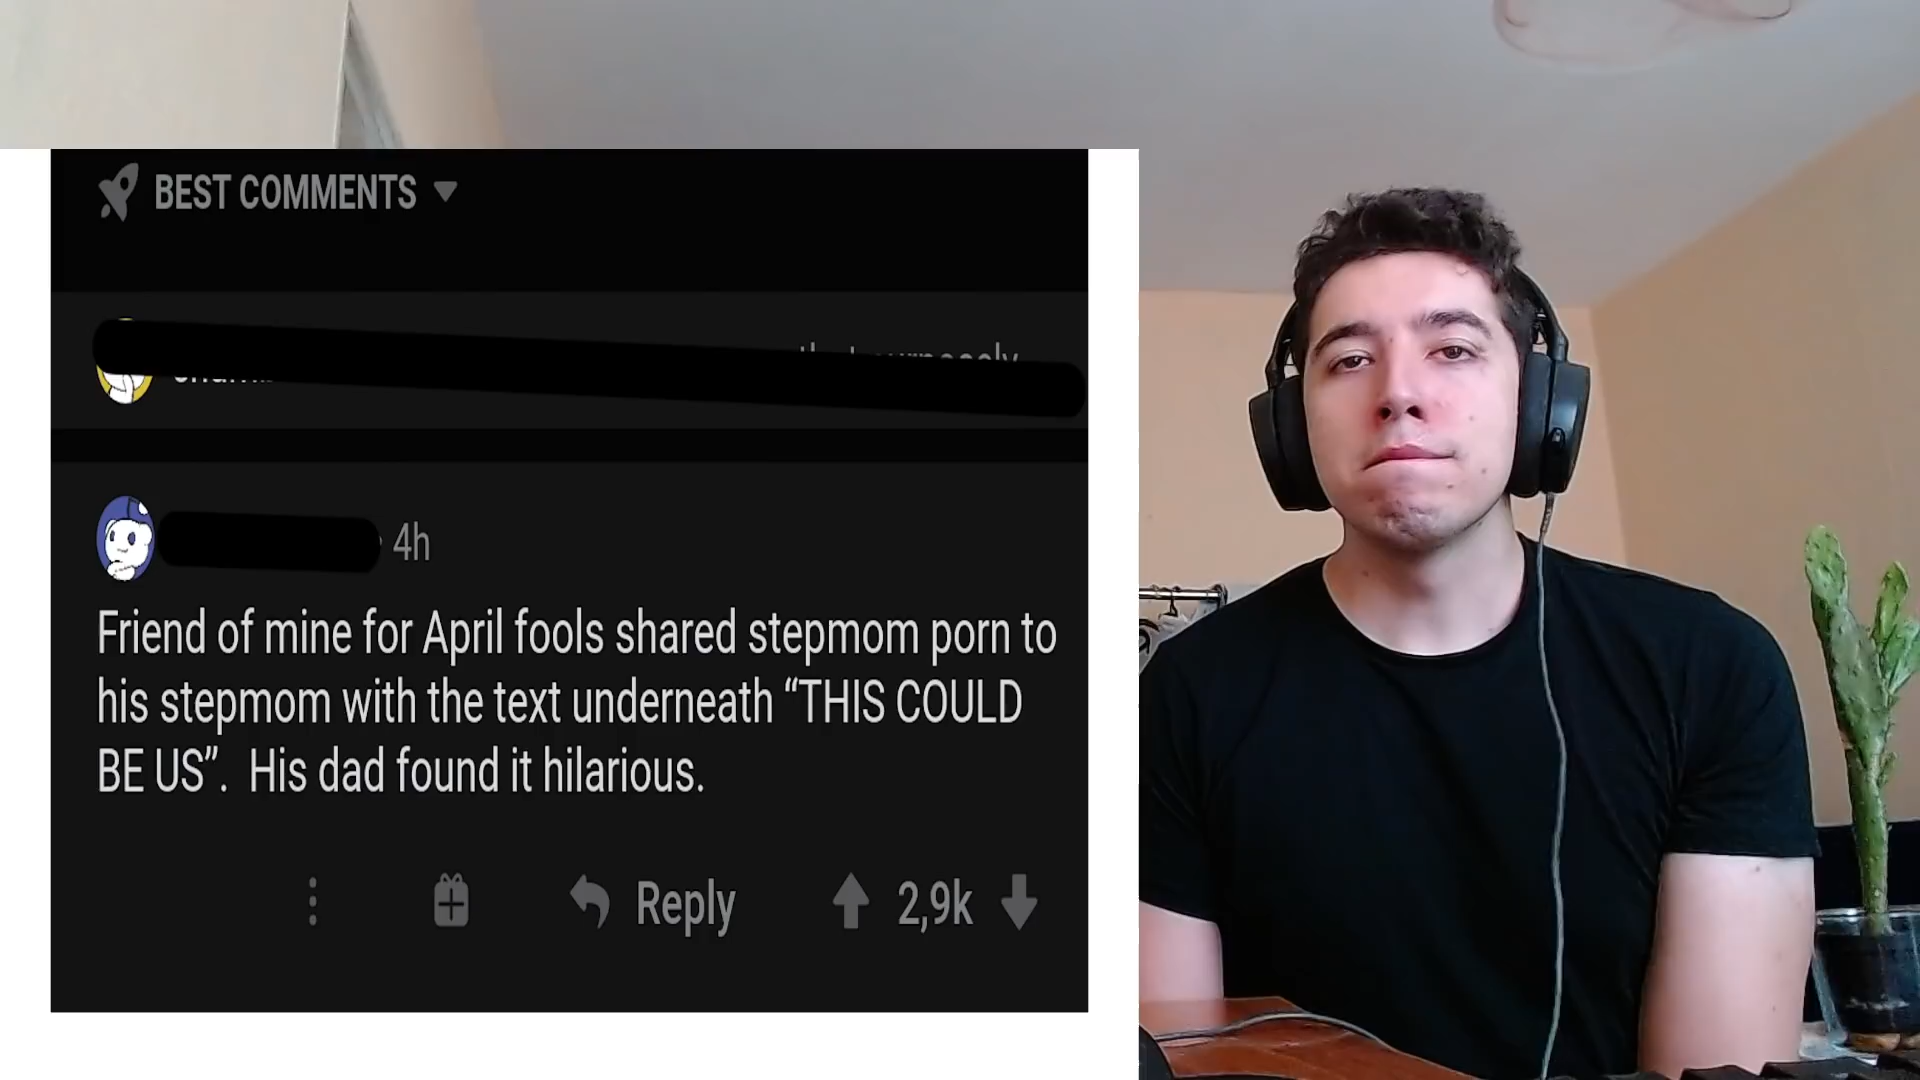 BEST COMMENTS
4h
Friend of mine for April fools shared stepmom porn to
his stepmom with the text underneath “THIS COULD
BE US”.  His dad found it hilarious.
Reply
2,9k